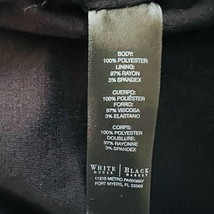 BODY:
100% POLYESTER
LINING:
97% RAYON
3% SPANDEX
CUERPO:
100% POLIÉSTER
FORRO:
97% VISCOSA
3% ELASTANO
CORPS:
100% POLYESTER
DOUBLURE:
97% RAYONNE
3% SPANDEX
WHITE BLACK
HOUSE MARKET
11215 METRO PARKWAY
FORT MYERS, FL 33966